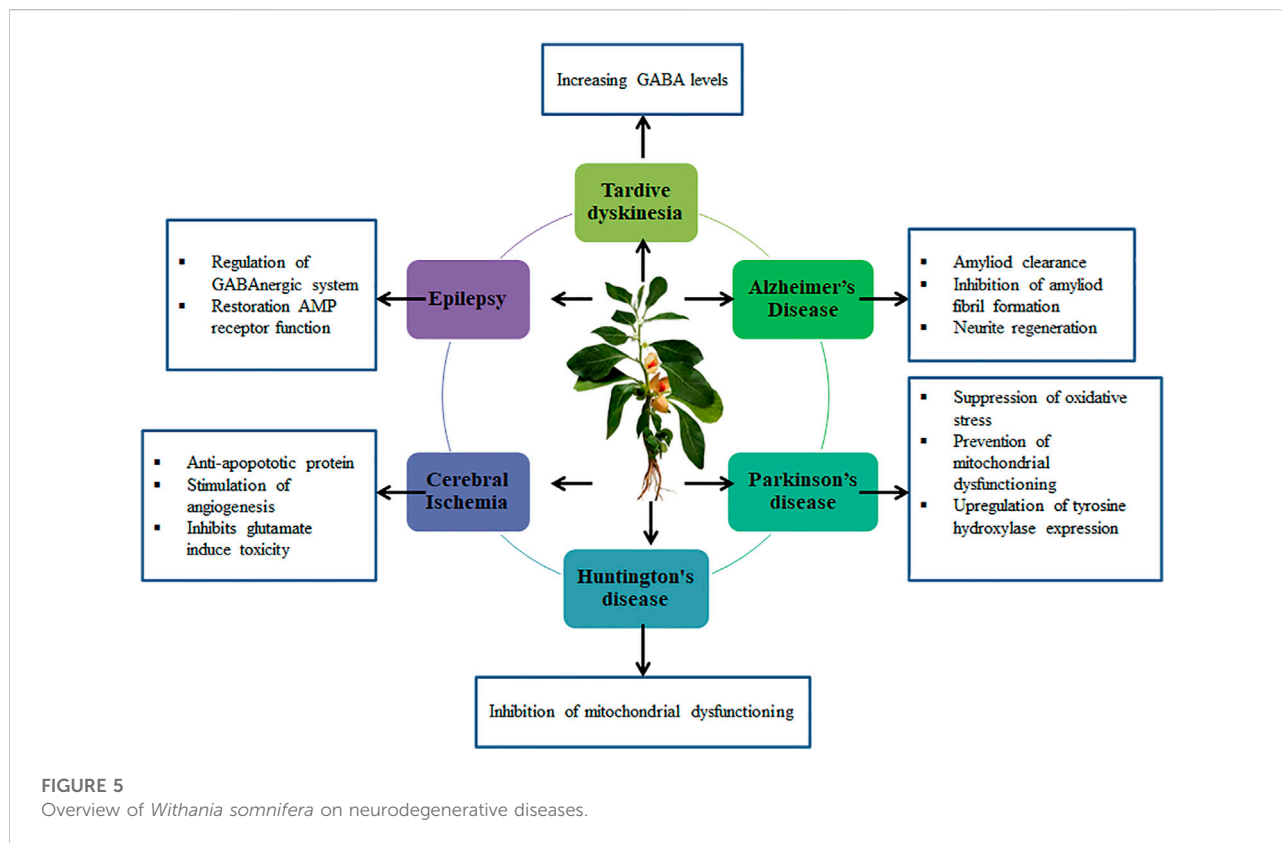 Increasing GABA levels
Tardive
dyskinesia
▪ Regulation of
GABAnergic system
▪ Restoration AMP
receptor function
Epilepsy
Alzheimer's
Disease
▪ Amyliod clearance
▪ Inhibition of amyliod
fibril formation
▪ Neurite regeneration
▪ Anti-apopototic protein
▪ Stimulation of
angiogenesis
▪ Inhibits glutamate
induce toxicity
Cerebral
Ischemia
Parkinson's
disease
▪ Suppression of oxidative
stress
▪ Prevention of
mitochondrial
dysfunctioning
▪ Upregulation of tyrosine
hydroxylase expression
Huntington's
disease
Inhibition of mitochondrial dysfunctioning
FIGURE 5
Overview of Withania somnifera on neurodegenerative diseases.